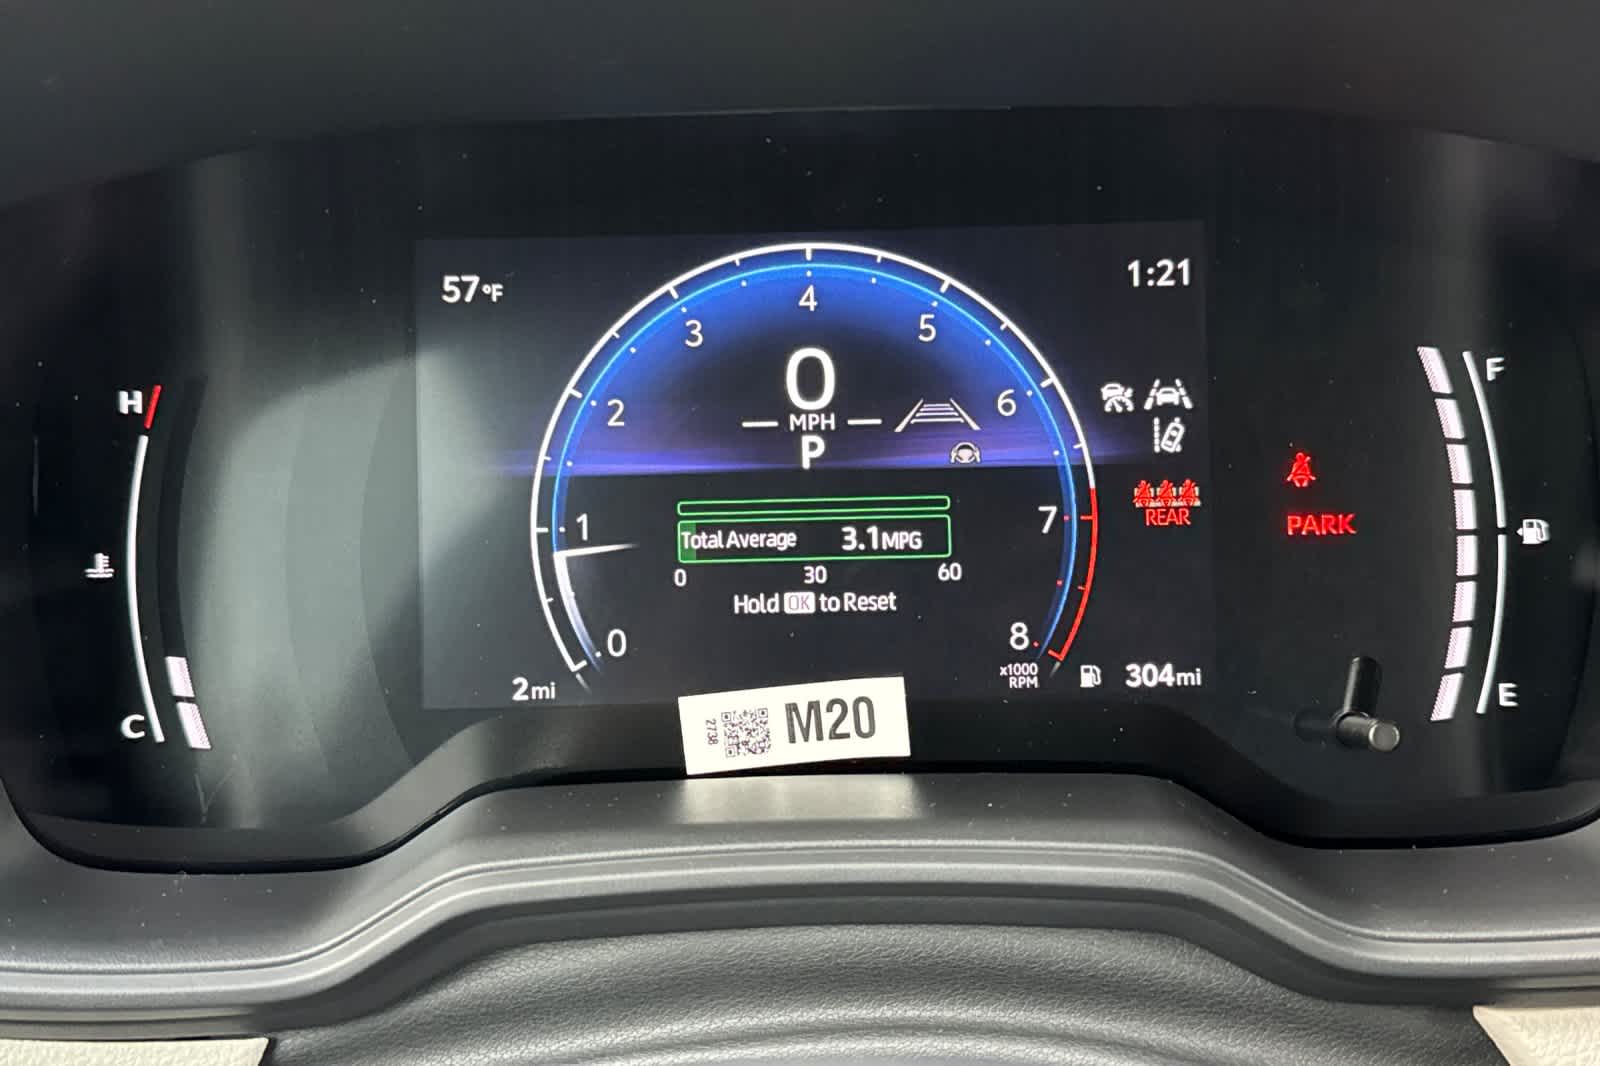 57°F
1:21
0
1
2
3
4
5
6
7
8
x1000
RPM
0
MPH
P
REAR
PARK
Total Average 3.1MPG
0 30 60
Hold OK to Reset
2mi
304mi
H
C
F
E
2738
M20